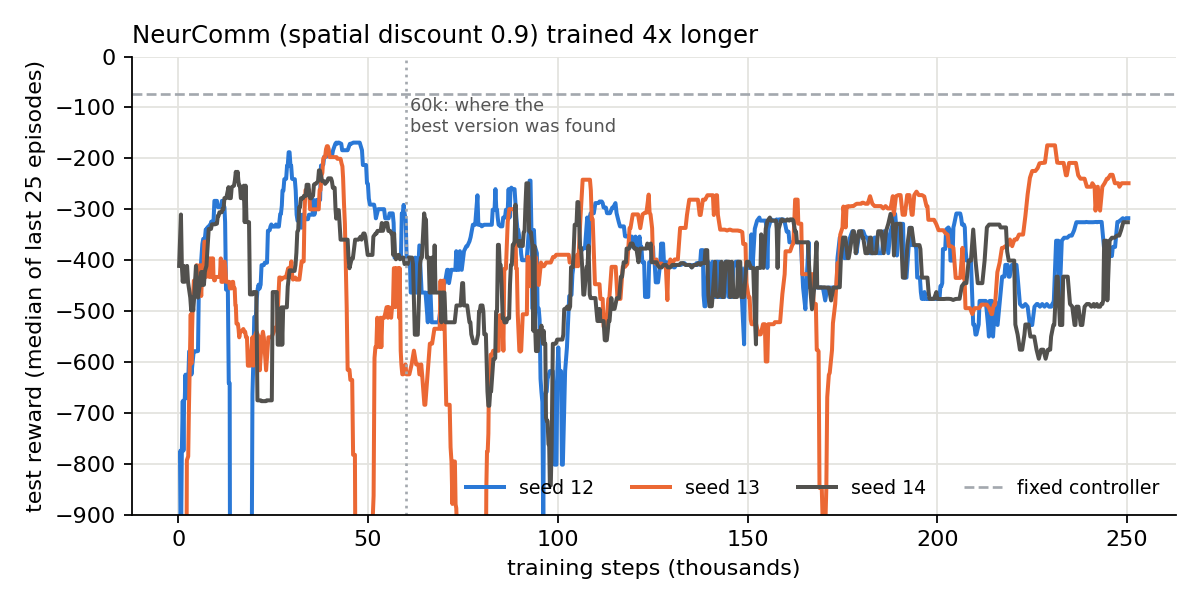 NeurComm (spatial discount 0.9) trained 4x longer
test reward (median of last 25 episodes)
0
−100
−200
−300
−400
−500
−600
−700
−800
−900
60k: where the
best version was found
seed 12
seed 13
seed 14
fixed controller
0
50
100
150
200
250
training steps (thousands)